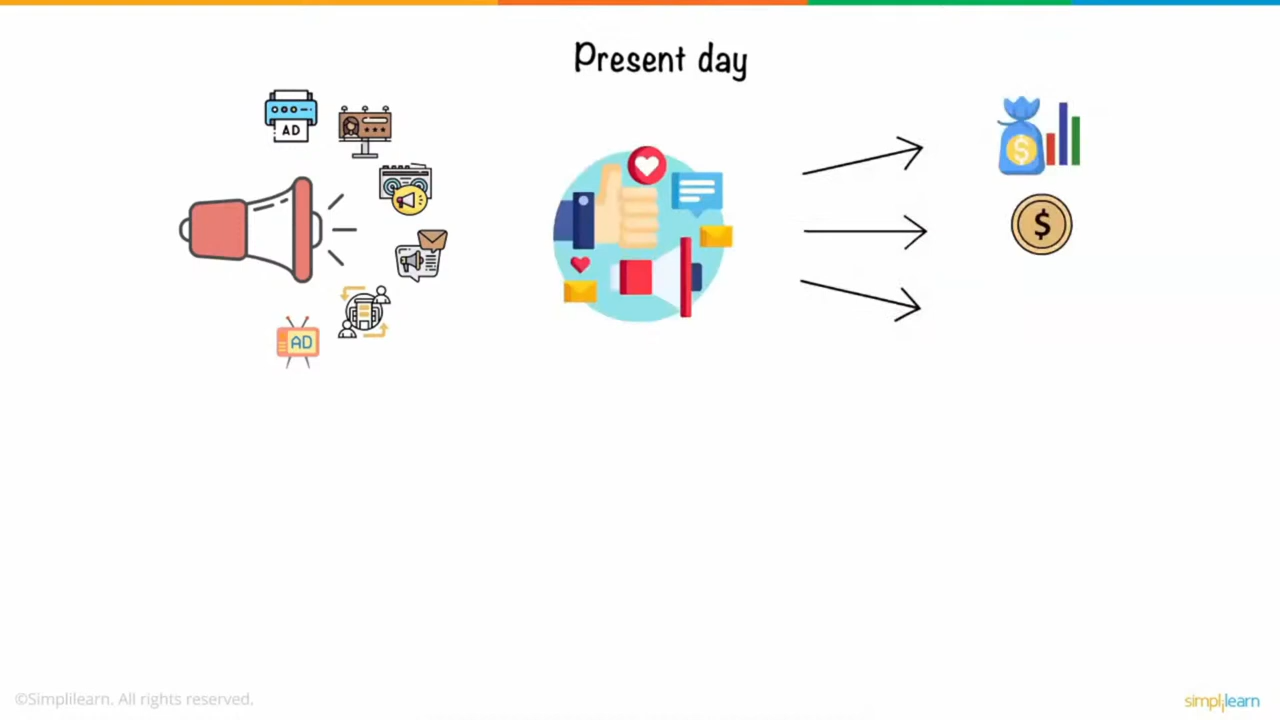 Present day
AD
AD
©Simplilearn. All rights reserved.
simplilearn